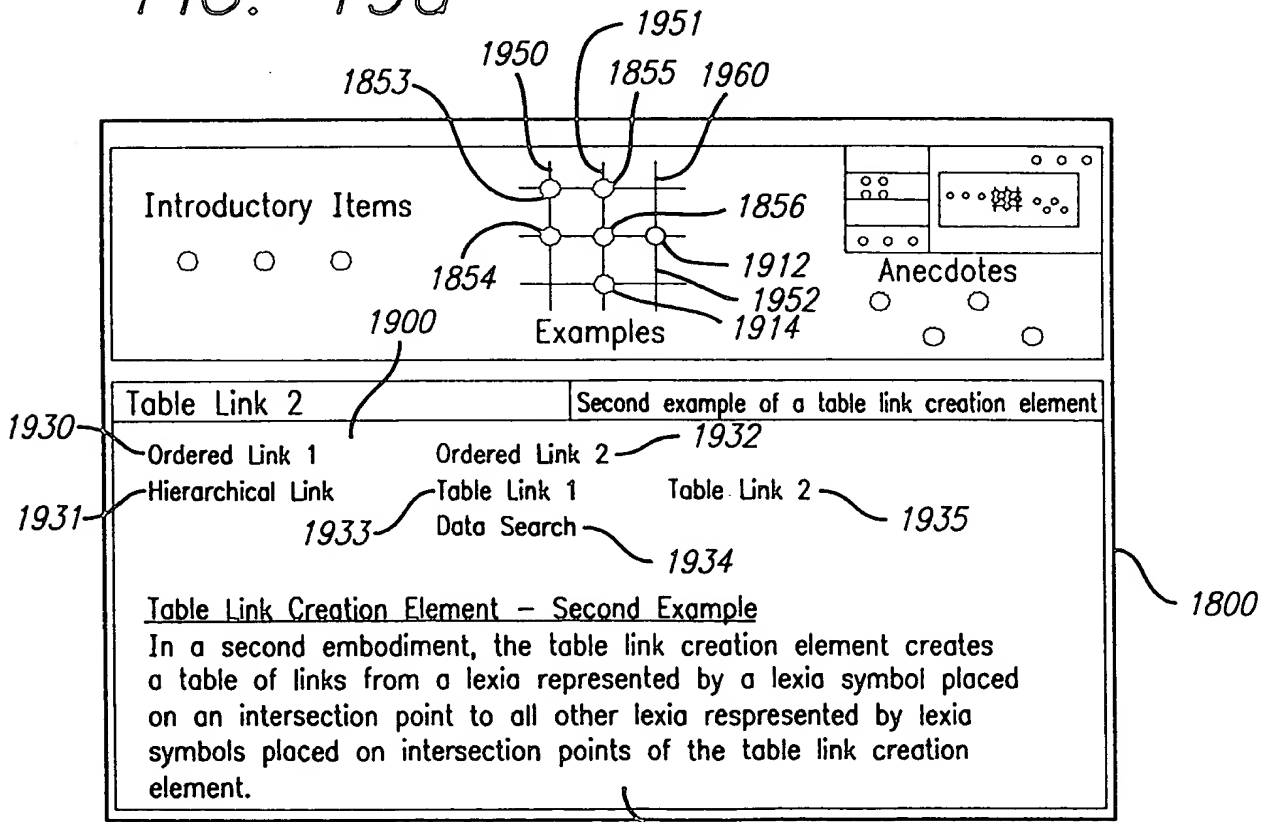 FIG. 19a
1951
1950
1855
1960
1853
Introductory Items
1856
1854
1912
Anecdotes
1952
1900
Examples
1914
Table Link 2
Second example of a table link creation element
1930
Ordered Link 1
Ordered Link 2
1932
1931
Hierarchical Link
Table Link 1
Table Link 2
1933
Data Search
1935
1934
1800
Table Link Creation Element – Second Example
In a second embodiment, the table link creation element creates
a table of links from a lexia represented by a lexia symbol placed
on an intersection point to all other lexia respresented by lexia
symbols placed on intersection points of the table link creation
element.